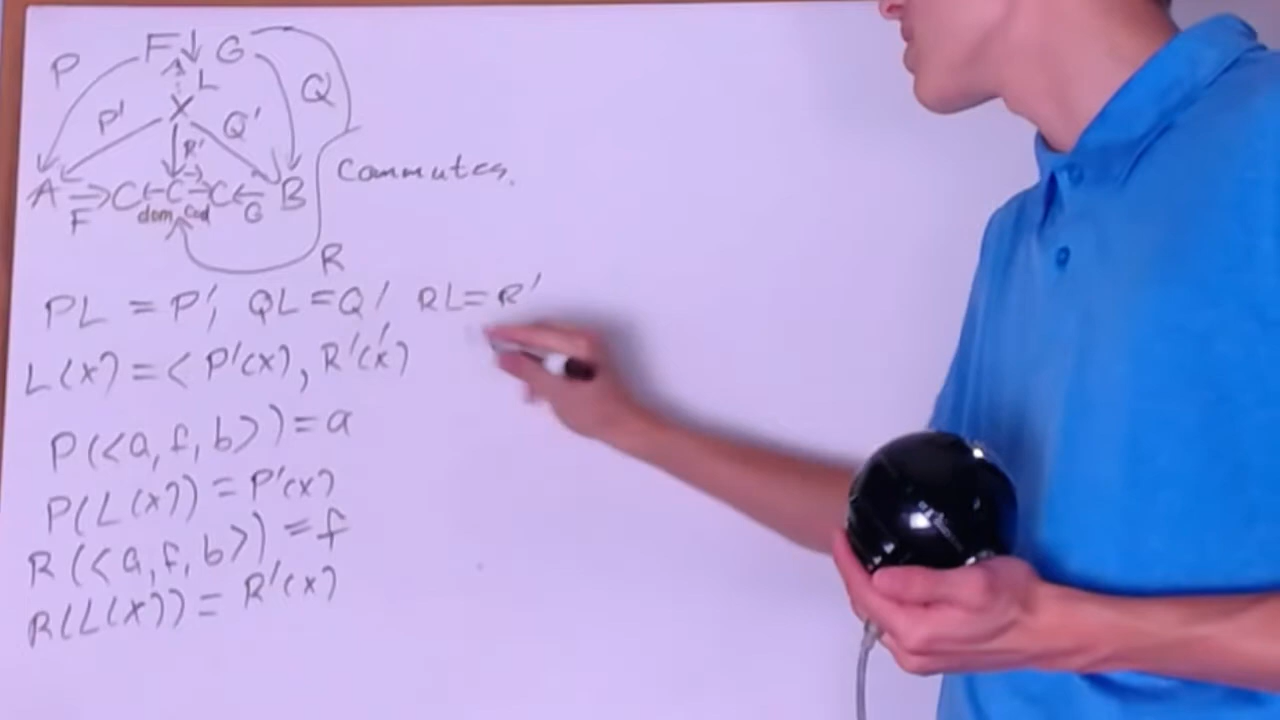 P F ↓ G
L
P' X Q' Q
R'
Commutes.
A ⇒ C ← C → C ← B
F dom cod G
R
PL = P', QL = Q' RL = R'
L(x) = < P'(x), R'(x)
P(<a, f, b>) = a
P(L(x)) = P'(x)
R(<a, f, b>) = f
R(L(x)) = R'(x)